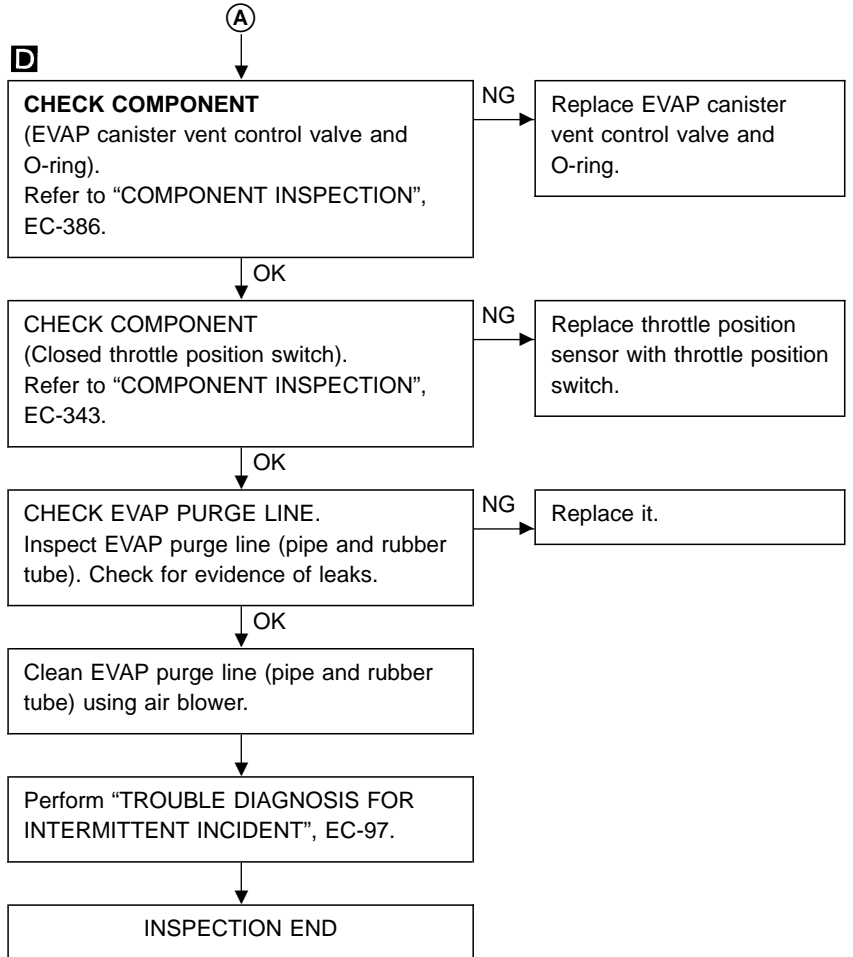 A
D
CHECK COMPONENT
(EVAP canister vent control valve and
O-ring).
Refer to “COMPONENT INSPECTION”,
EC-386.
NG
Replace EVAP canister
vent control valve and
O-ring.
OK
CHECK COMPONENT
(Closed throttle position switch).
Refer to “COMPONENT INSPECTION”,
EC-343.
NG
Replace throttle position
sensor with throttle position
switch.
OK
CHECK EVAP PURGE LINE.
Inspect EVAP purge line (pipe and rubber
tube). Check for evidence of leaks.
NG
Replace it.
OK
Clean EVAP purge line (pipe and rubber
tube) using air blower.
Perform “TROUBLE DIAGNOSIS FOR
INTERMITTENT INCIDENT”, EC-97.
INSPECTION END